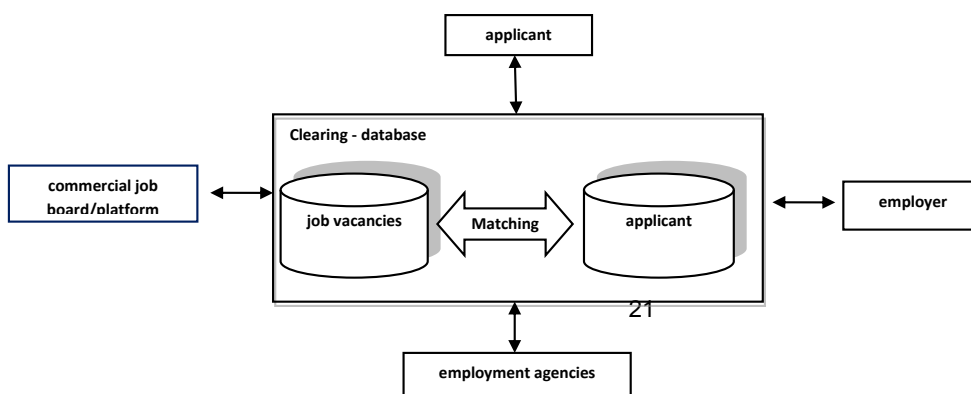 applicant
Clearing - database
commercial job
board/platform
job vacancies
Matching
applicant
employer
21
employment agencies